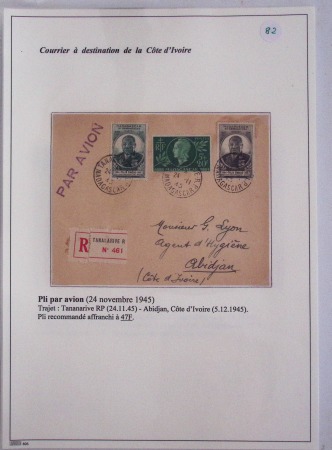 82
Courrier à destination de la Côte d'Ivoire
PAR AVION
R
TANANARIVE
N° 461
Monsieur G. Lyon
Agent d'Hygiène
Abidjan
(Côte d'Ivoire)
Pli par avion (24 novembre 1945)
Trajet : Tananarive RP (24.11.45) - Abidjan, Côte d'Ivoire (5.12.1945).
Pli recommandé affranchi à 47F.